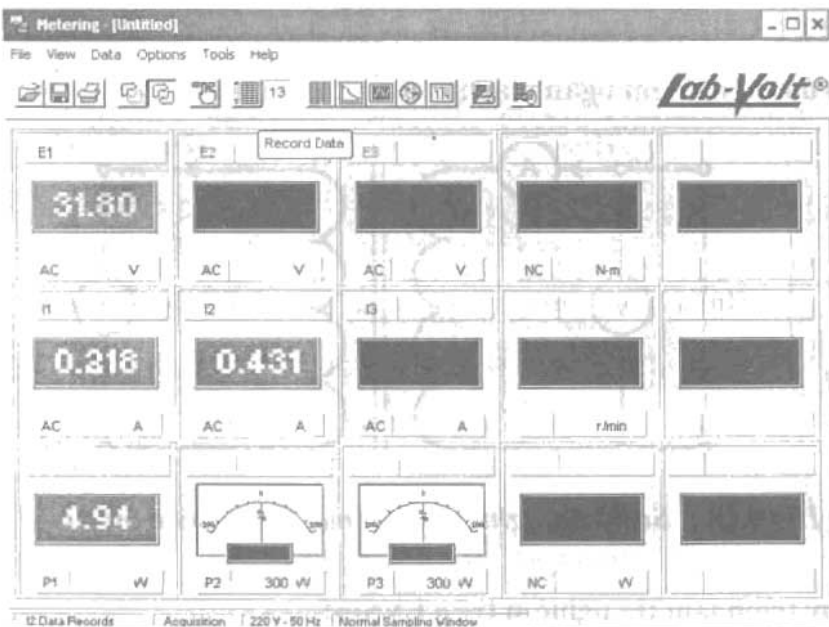 Metering - [Untitled]
File View Data Options Tools Help
13
Lab-Volt®
Record Data
E1 E2 E3
31.80
AC V AC V AC V NC N-m
I1 I2 I3
0.218 0.431
AC A AC A AC A r/min
4.94
P1 W P2 300 W P3 300 W NC W
12 Data Records Acquisition 220 V - 50 Hz Normal Sampling Window